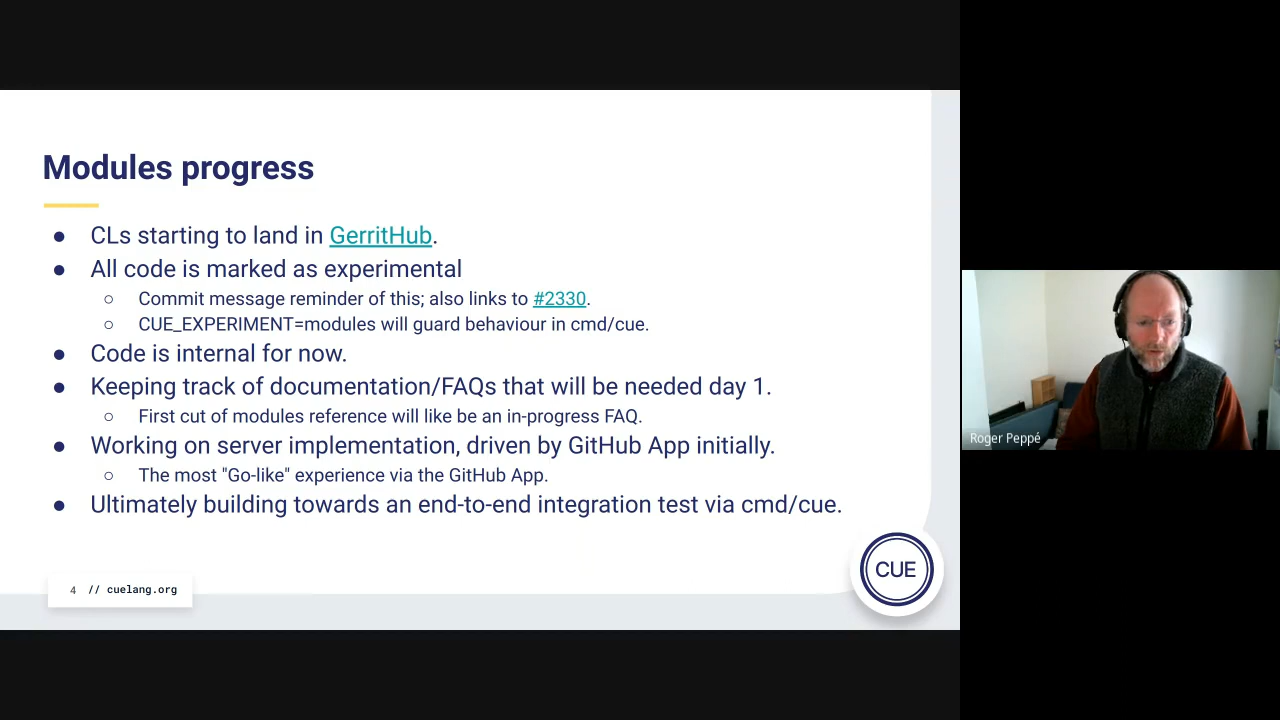 Modules progress
● CLs starting to land in GerritHub.
● All code is marked as experimental
○ Commit message reminder of this; also links to #2330.
○ CUE_EXPERIMENT=modules will guard behaviour in cmd/cue.
● Code is internal for now.
● Keeping track of documentation/FAQs that will be needed day 1.
○ First cut of modules reference will like be an in-progress FAQ.
● Working on server implementation, driven by GitHub App initially.
○ The most "Go-like" experience via the GitHub App.
● Ultimately building towards an end-to-end integration test via cmd/cue.
4 // cuelang.org
CUE
Roger Peppé